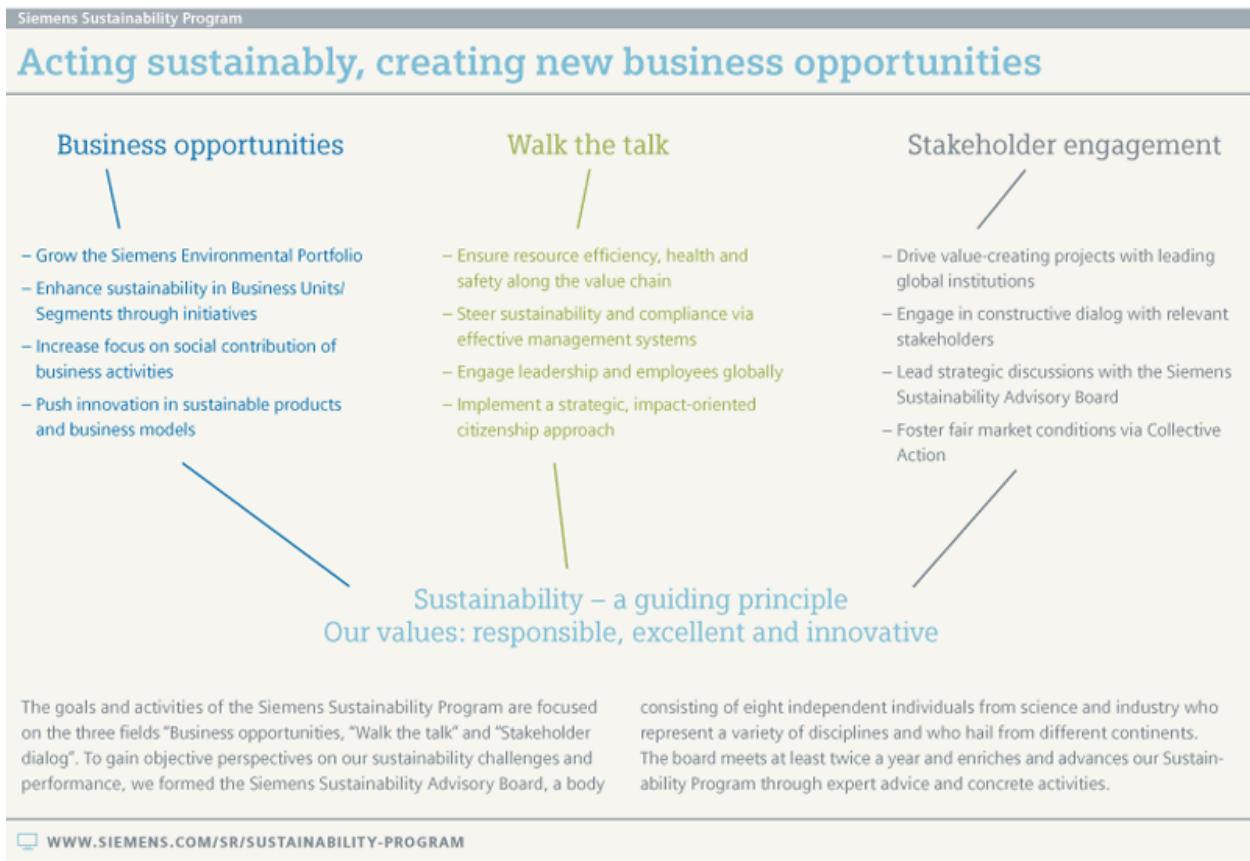 Siemens Sustainability Program
Acting sustainably, creating new business opportunities
Business opportunities
– Grow the Siemens Environmental Portfolio
– Enhance sustainability in Business Units/
Segments through initiatives
– Increase focus on social contribution of
business activities
– Push innovation in sustainable products
and business models
Walk the talk
– Ensure resource efficiency, health and
safety along the value chain
– Steer sustainability and compliance via
effective management systems
– Engage leadership and employees globally
– Implement a strategic, impact-oriented
citizenship approach
Stakeholder engagement
– Drive value-creating projects with leading
global institutions
– Engage in constructive dialog with relevant
stakeholders
– Lead strategic discussions with the Siemens
Sustainability Advisory Board
– Foster fair market conditions via Collective
Action
Sustainability – a guiding principle
Our values: responsible, excellent and innovative
The goals and activities of the Siemens Sustainability Program are focused
on the three fields “Business opportunities, “Walk the talk” and “Stakeholder
dialog”. To gain objective perspectives on our sustainability challenges and
performance, we formed the Siemens Sustainability Advisory Board, a body
consisting of eight independent individuals from science and industry who
represent a variety of disciplines and who hail from different continents.
The board meets at least twice a year and enriches and advances our Sustain-
ability Program through expert advice and concrete activities.
WWW.SIEMENS.COM/SR/SUSTAINABILITY-PROGRAM